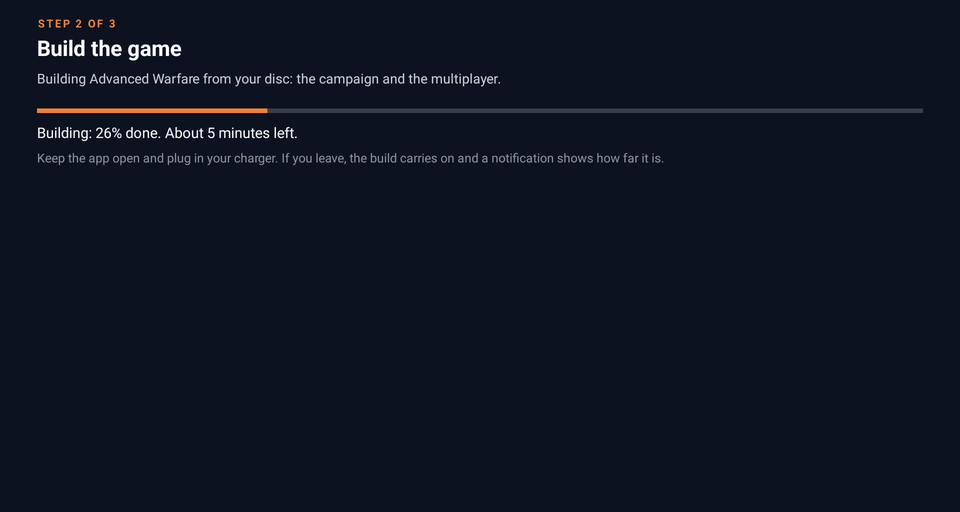 STEP 2 OF 3
Build the game
Building Advanced Warfare from your disc: the campaign and the multiplayer.
Building: 26% done. About 5 minutes left.
Keep the app open and plug in your charger. If you leave, the build carries on and a notification shows how far it is.